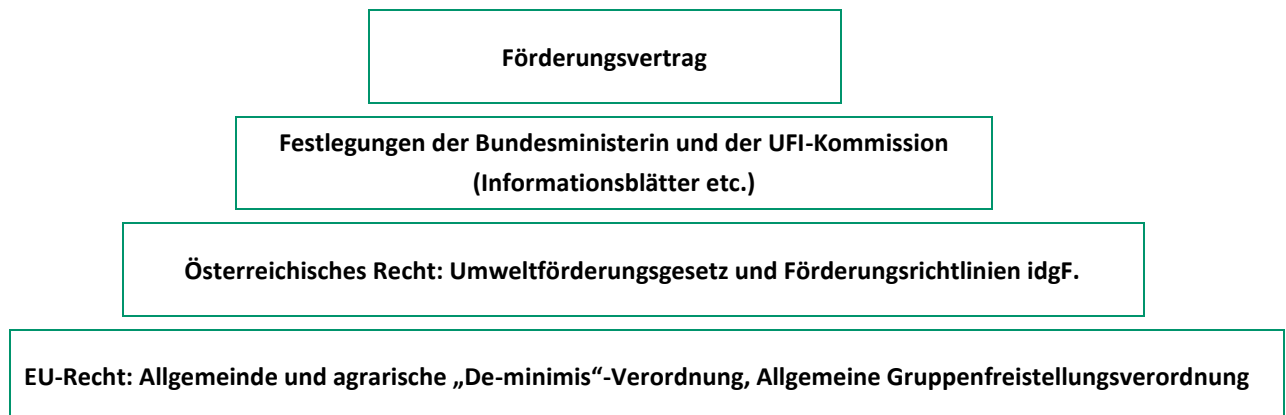 Förderungsvertrag
Festlegungen der Bundesministerin und der UFI-Kommission
(Informationsblätter etc.)
Österreichisches Recht: Umweltförderungsgesetz und Förderungsrichtlinien idgF.
EU-Recht: Allgemeinde und agrarische „De-minimis“-Verordnung, Allgemeine Gruppenfreistellungsverordnung